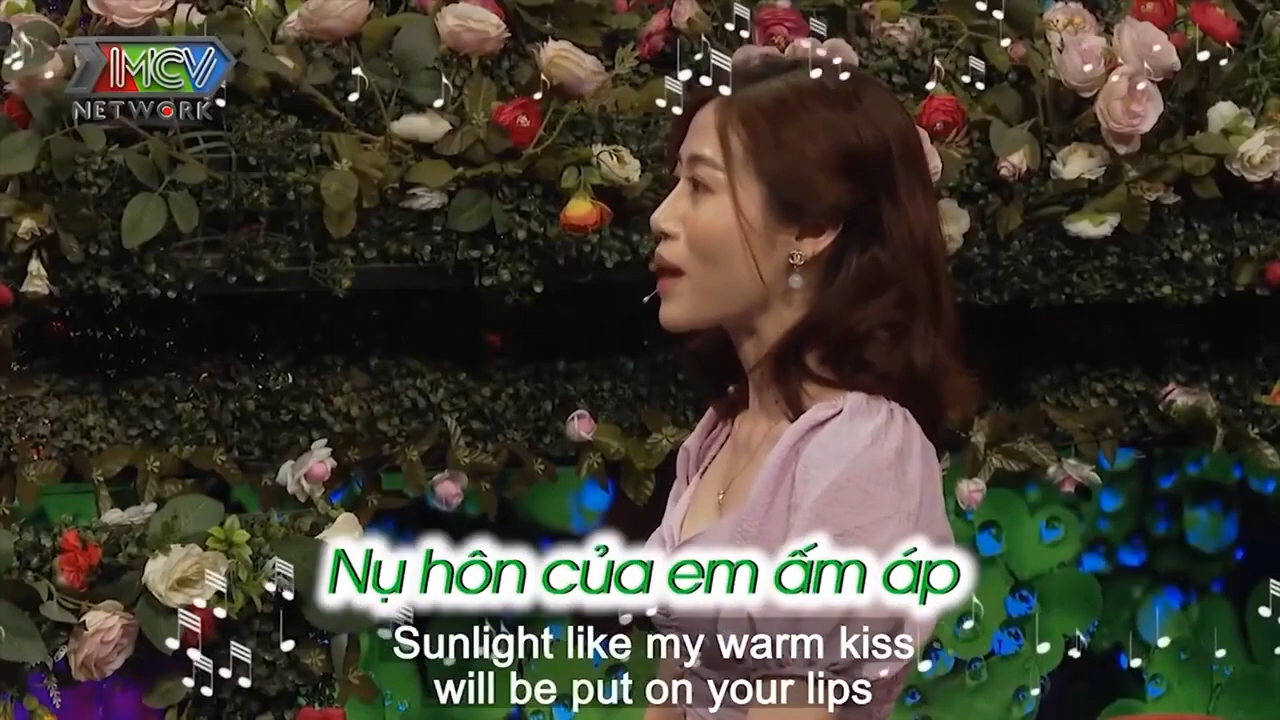 MCV
NETWORK
Nụ hôn của em ấm áp
Sunlight like my warm kiss
will be put on your lips